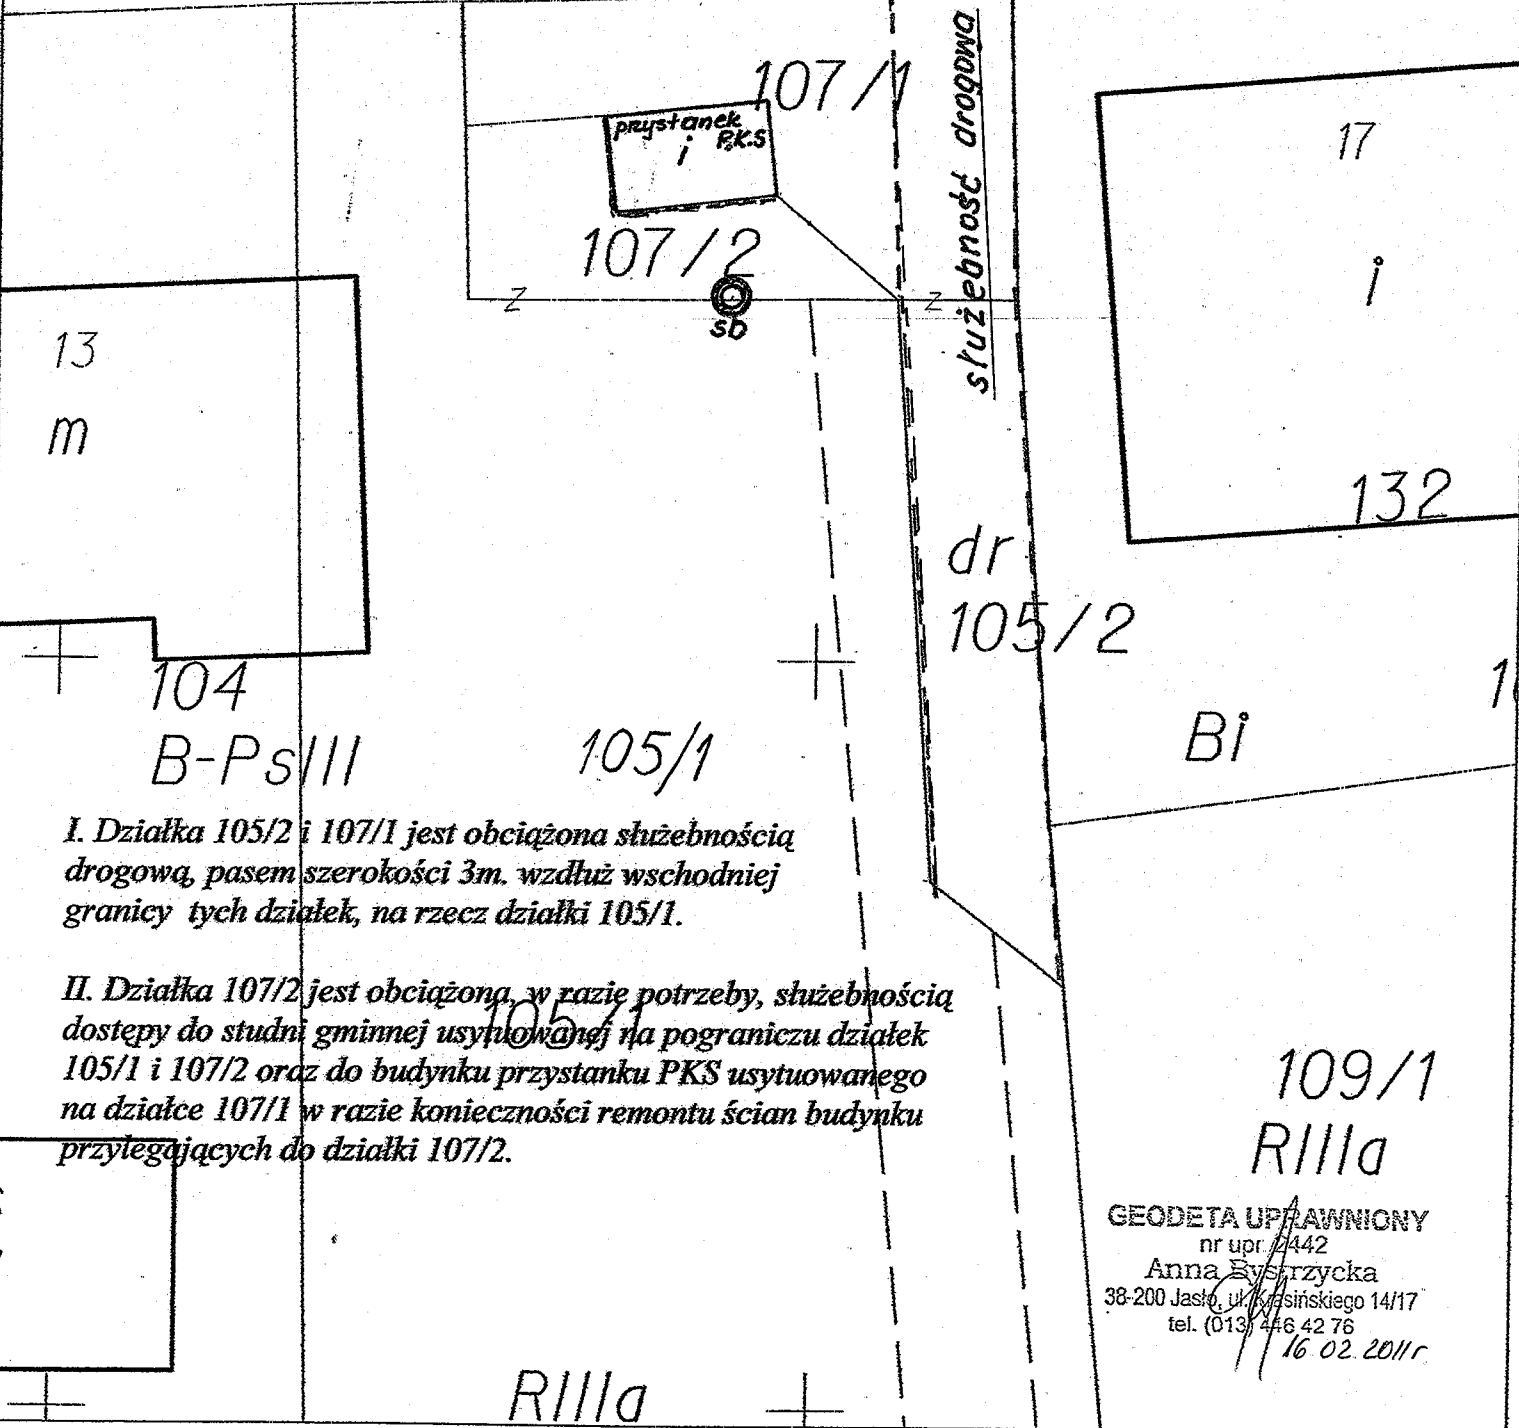 107/1
służebność drogowa
17
przystanek
P.K.S
i
107/2
i
z
z
sb
13
m
132
dr
105/2
104
Bi
B-PsIII
105/1
I. Działka 105/2 i 107/1 jest obciążona służebnością
drogową, pasem szerokości 3m. wzdłuż wschodniej
granicy tych działek, na rzecz działki 105/1.
II. Działka 107/2 jest obciążona, w razie potrzeby, służebnością
dostępy do studni gminnej usytuowanej na pograniczu działek
105/1
105/1 i 107/2 oraz do budynku przystanku PKS usytuowanego
na działce 107/1 w razie konieczności remontu ścian budynku
przylegających do działki 107/2.
109/1
RIIIa
GEODETA UPRAWNIONY
nr upr. 2442
Anna Bystrzycka
38-200 Jasło, ul. Krasińskiego 14/17
tel. (013) 446 42 76
16 02 2011r
RIIIa